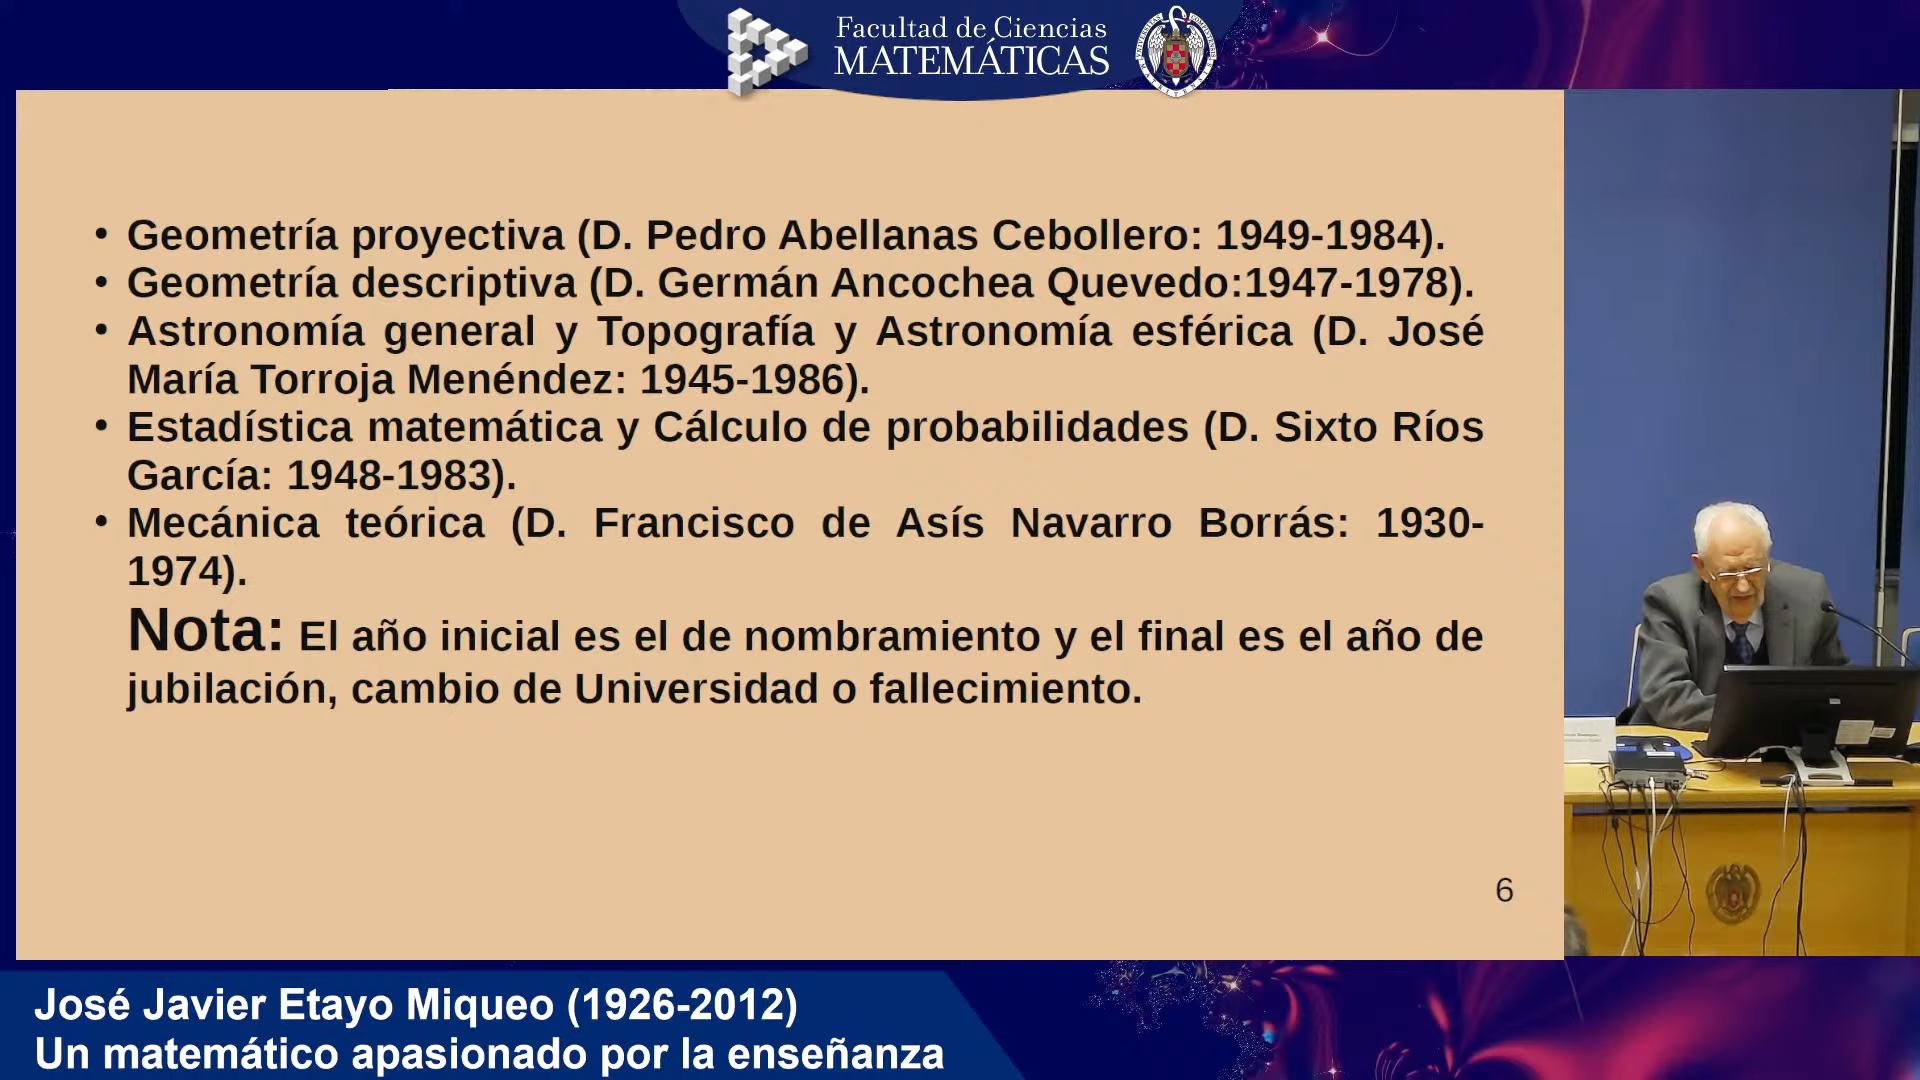 Facultad de Ciencias
MATEMÁTICAS
• Geometría proyectiva (D. Pedro Abellanas Cebollero: 1949-1984).
• Geometría descriptiva (D. Germán Ancochea Quevedo:1947-1978).
• Astronomía general y Topografía y Astronomía esférica (D. José
María Torroja Menéndez: 1945-1986).
• Estadística matemática y Cálculo de probabilidades (D. Sixto Ríos
García: 1948-1983).
• Mecánica teórica (D. Francisco de Asís Navarro Borrás: 1930-
1974).
Nota: El año inicial es el de nombramiento y el final es el año de
jubilación, cambio de Universidad o fallecimiento.
6
José Javier Etayo Miqueo (1926-2012)
Un matemático apasionado por la enseñanza